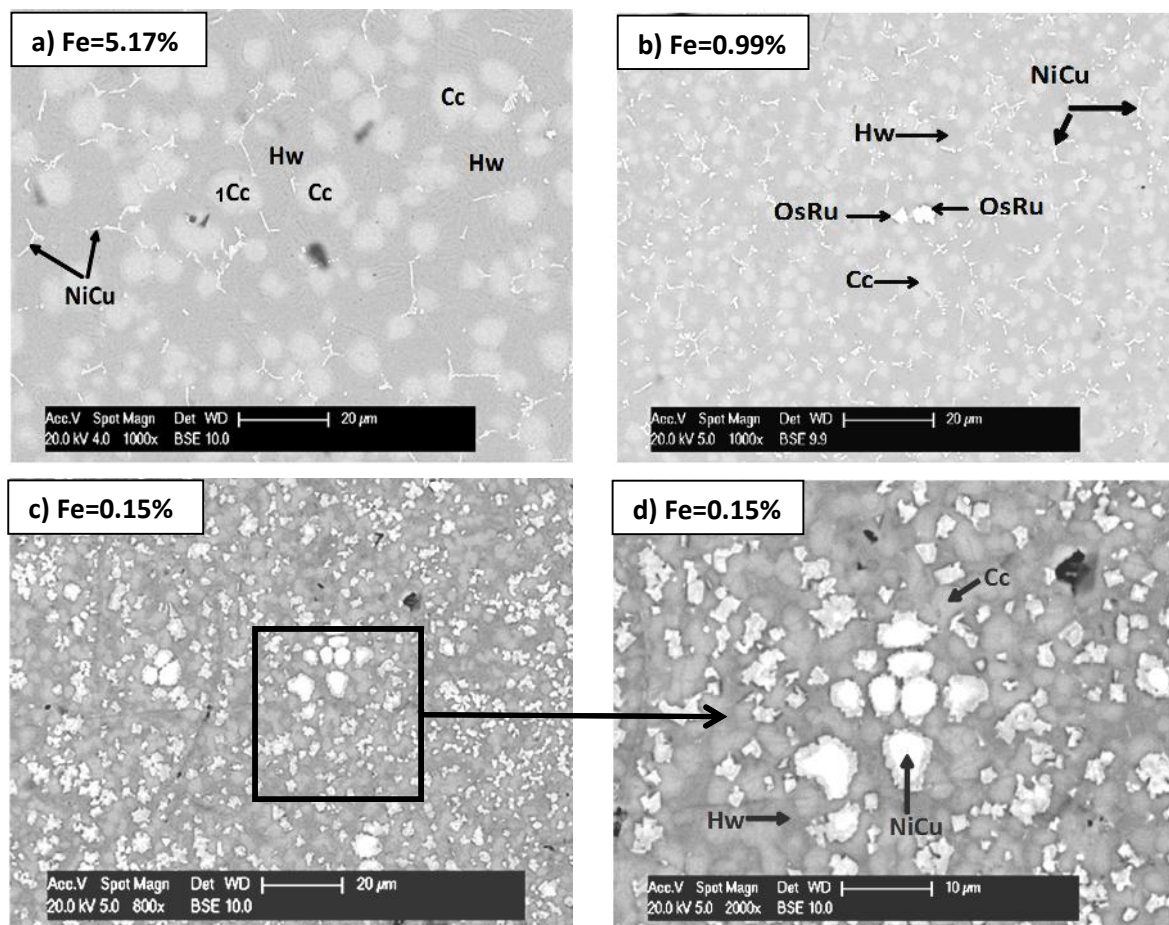 a) Fe=5.17%
Cc
Hw
Hw
1Cc
Cc
NiCu
Acc.V Spot Magn Det WD 20 µm
20.0 kV 4.0 1000x BSE 10.0
b) Fe=0.99%
NiCu
Hw
OsRu
OsRu
Cc
Acc.V Spot Magn Det WD 20 µm
20.0 kV 5.0 1000x BSE 9.9
c) Fe=0.15%
Acc.V Spot Magn Det WD 20 µm
20.0 kV 5.0 800x BSE 10.0
d) Fe=0.15%
Cc
Hw
NiCu
Acc.V Spot Magn Det WD 10 µm
20.0 kV 5.0 2000x BSE 10.0